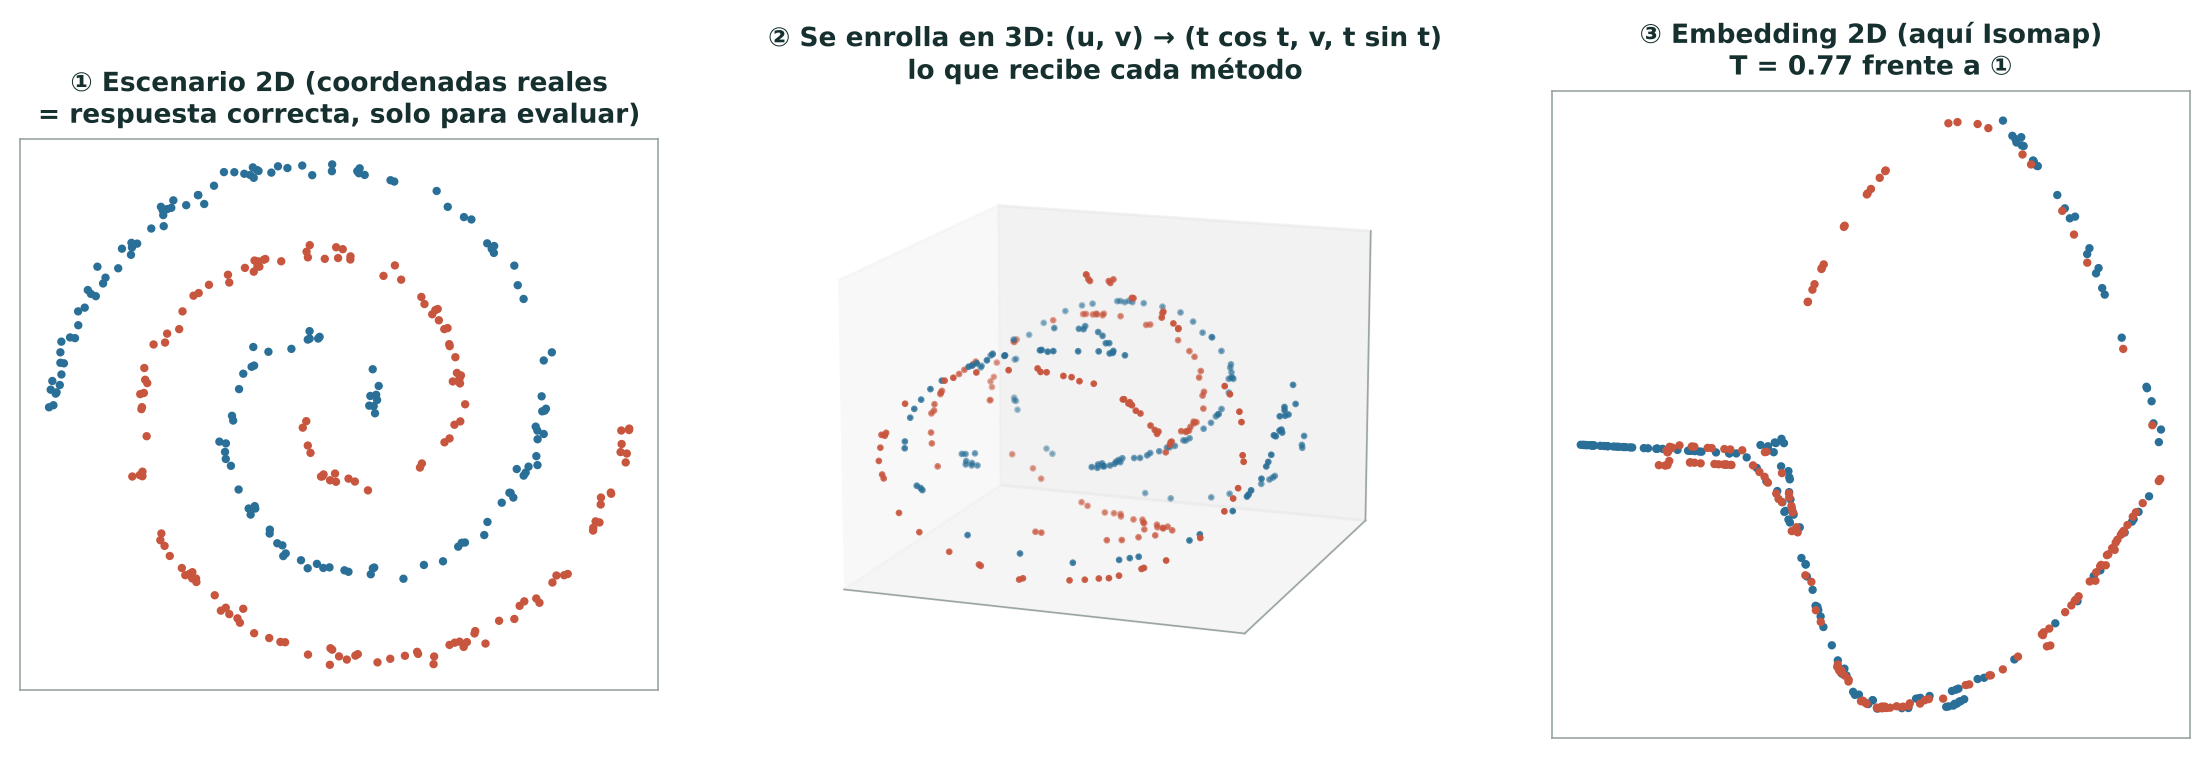 ① Escenario 2D (coordenadas reales
= respuesta correcta, solo para evaluar)
② Se enrolla en 3D: (u, v) → (t cos t, v, t sin t)
lo que recibe cada método
③ Embedding 2D (aquí Isomap)
T = 0.77 frente a ①